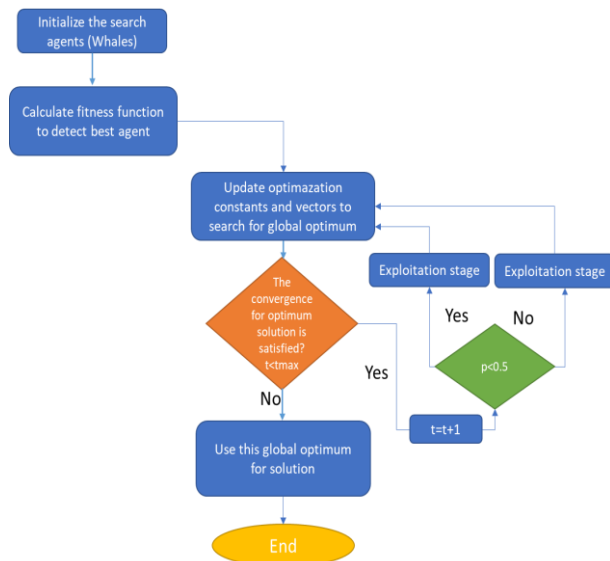 Initialize the search
agents (Whales)
Calculate fitness function
to detect best agent
Update optimazation
constants and vectors to
search for global optimum
Exploitation stage
Exploitation stage
The
convergence
for optimum
solution is
satisfied?
t<tmax
Yes
No
p<0.5
Yes
No
t=t+1
Use this global optimum
for solution
End